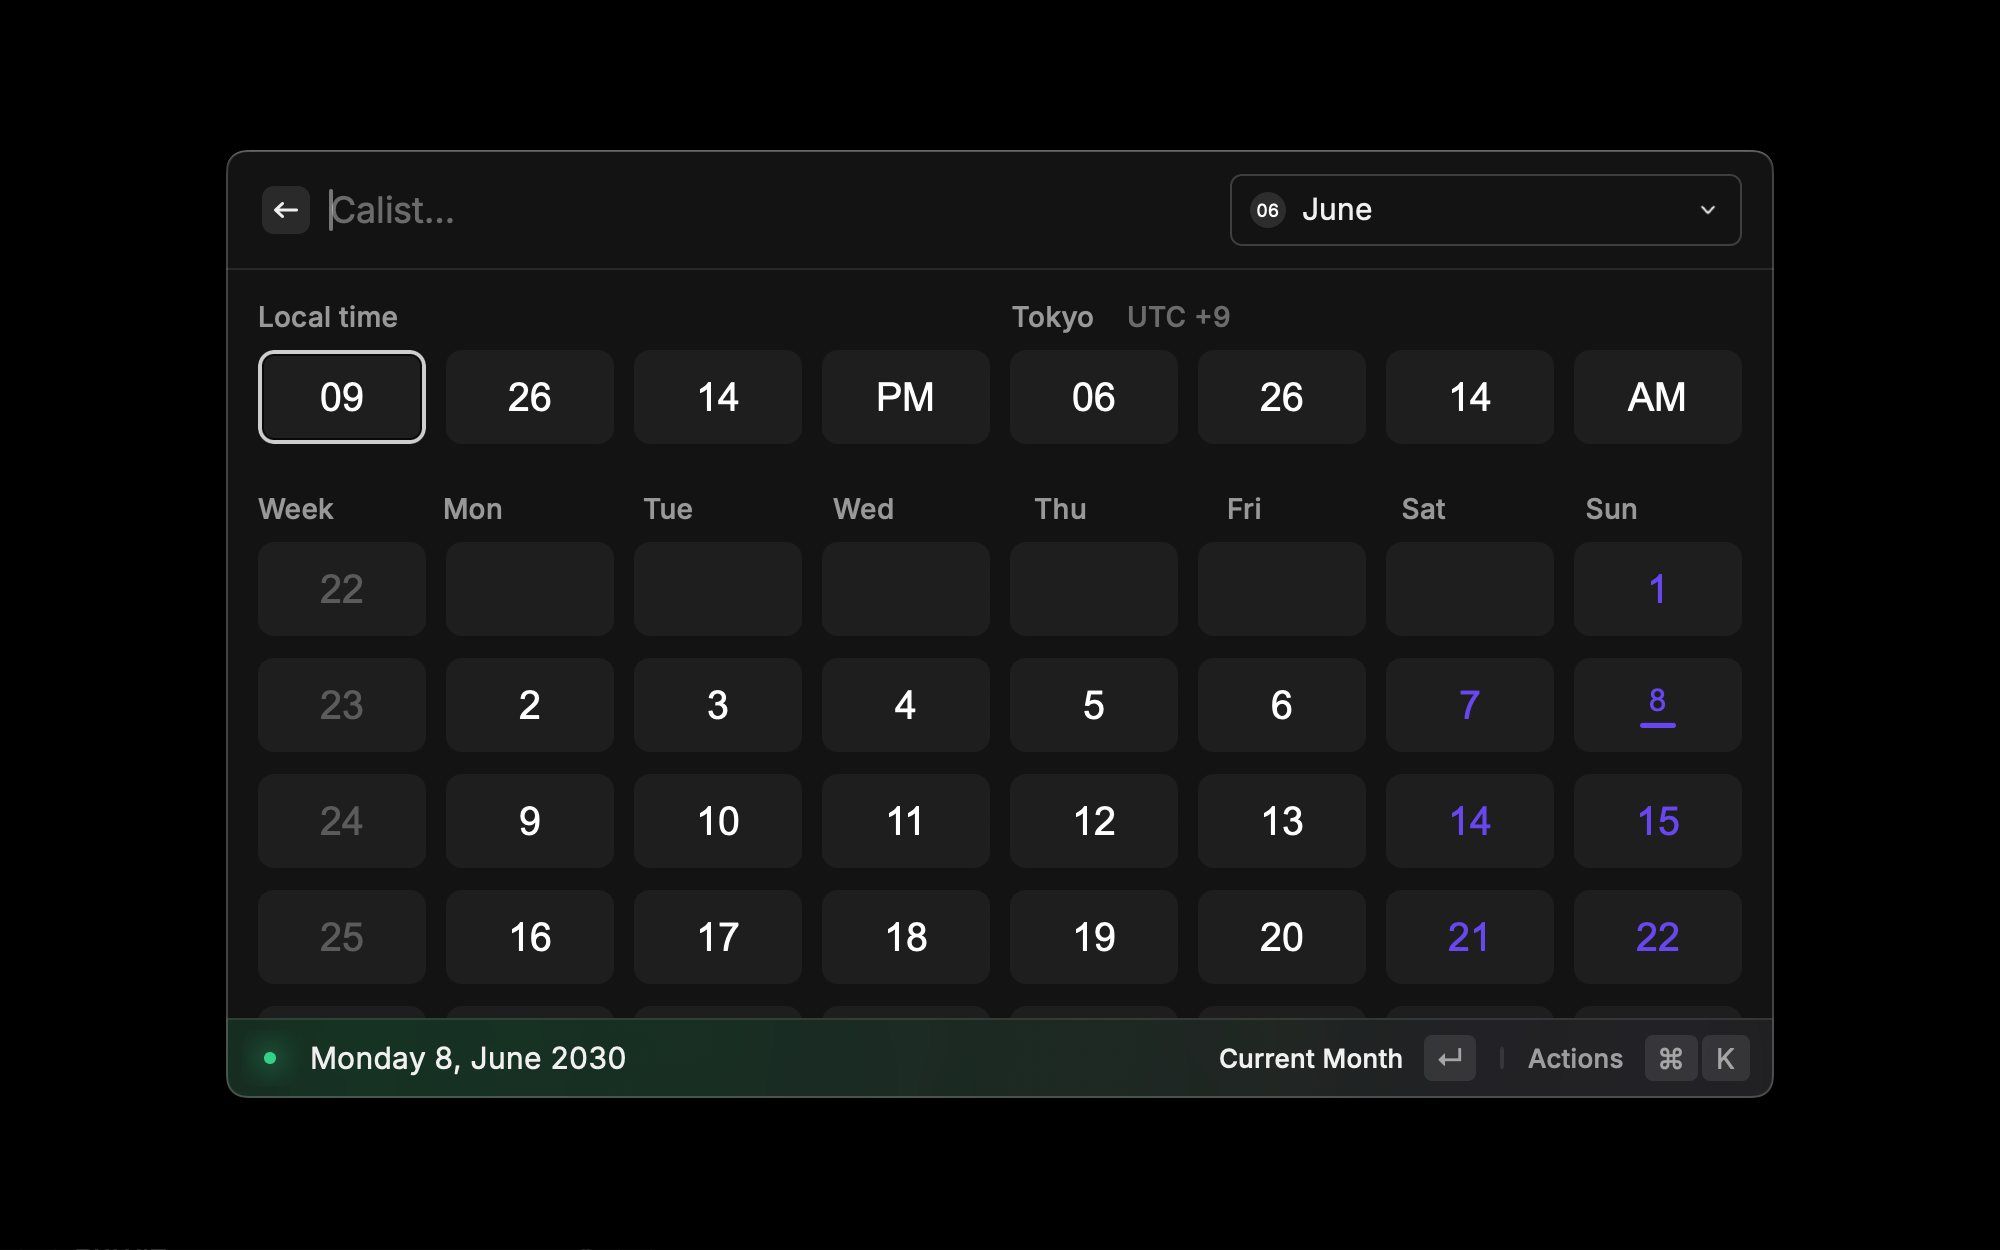 Calist...
06 June
Local time Tokyo UTC +9
09 26 14 PM 06 26 14 AM
Week Mon Tue Wed Thu Fri Sat Sun
22 1
23 2 3 4 5 6 7 8
24 9 10 11 12 13 14 15
25 16 17 18 19 20 21 22
Monday 8, June 2030 Current Month ↵ | Actions ⌘ K